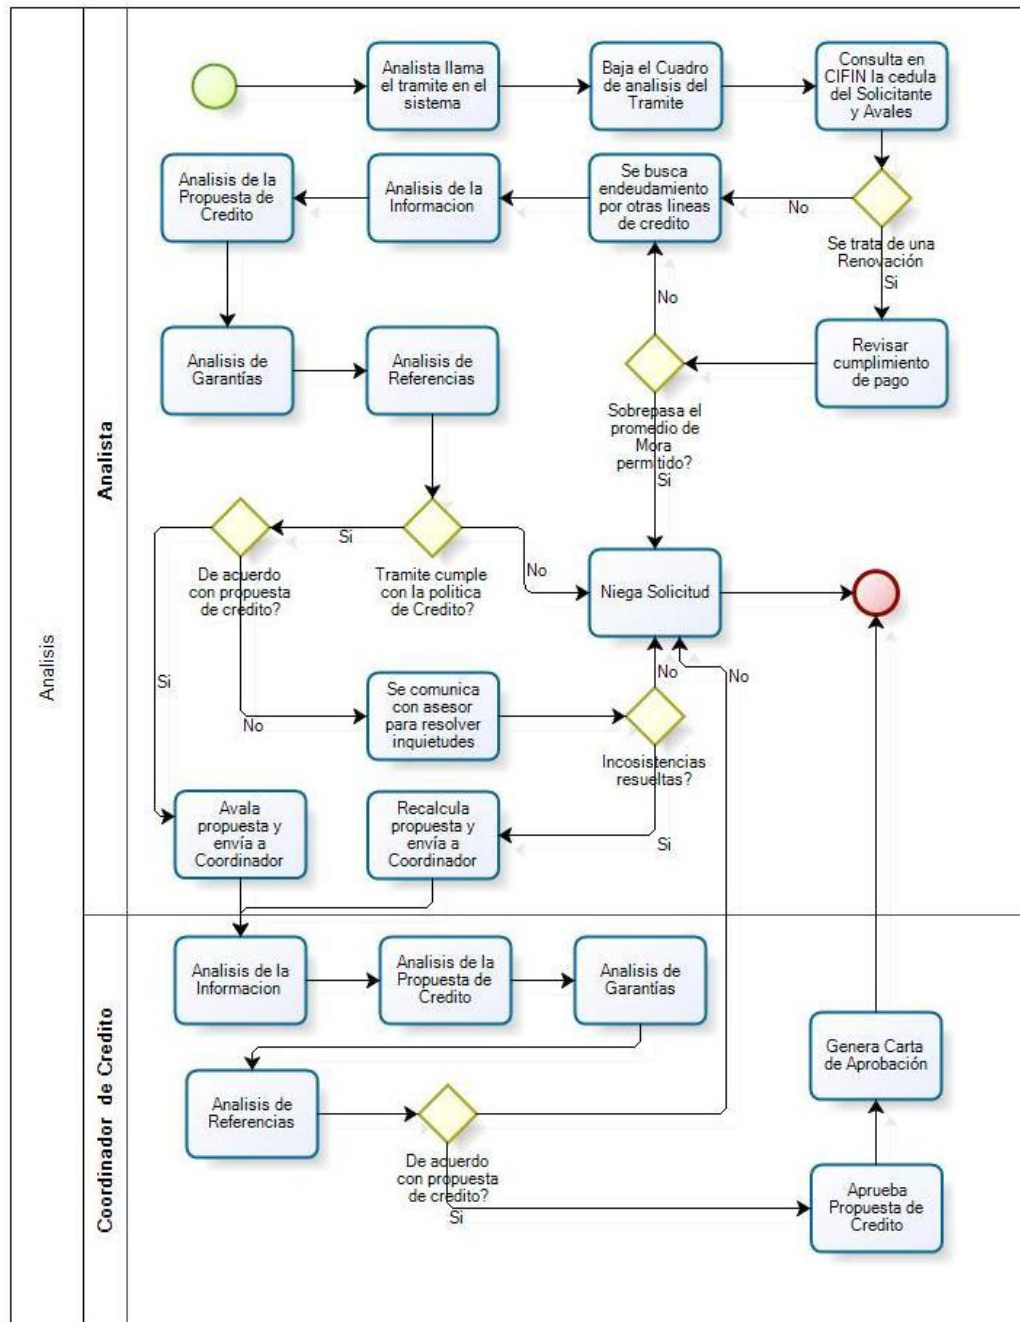 Analisis
Analista
Analista llama
el tramite en el
sistema
Baja el Cuadro
de analisis del
Tramite
Consulta en
CIFIN la cedula
del Solicitante
y Avales
Analisis de la
Propuesta de
Credito
Analisis de la
Informacion
Se busca
endeudamiento
por otras lineas
de credito
No
Se trata de una
Renovación
Si
No
Analisis de
Garantías
Analisis de
Referencias
Revisar
cumplimiento
de pago
Sobrepasa el
promedio de
Mora
permitido?
Si
Si
No
De acuerdo
con propuesta
de credito?
Tramite cumple
con la politica
de Credito?
Niega Solicitud
Si
No
Se comunica
con asesor
para resolver
inquietudes
No
No
Incosistencias
resueltas?
Avala
propuesta y
envía a
Coordinador
Recalcula
propuesta y
envía a
Coordinador
Si
Coordinador de Credito
Analisis de la
Informacion
Analisis de la
Propuesta de
Credito
Analisis de
Garantías
Genera Carta
de Aprobación
Analisis de
Referencias
De acuerdo
con propuesta
de credito?
Si
Aprueba
Propuesta de
Credito